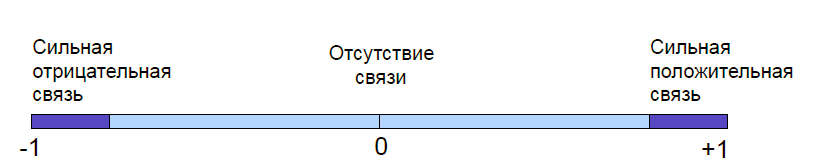 Сильная
отрицательная
связь
Отсутствие
связи
Сильная
положительная
связь
-1
0
+1